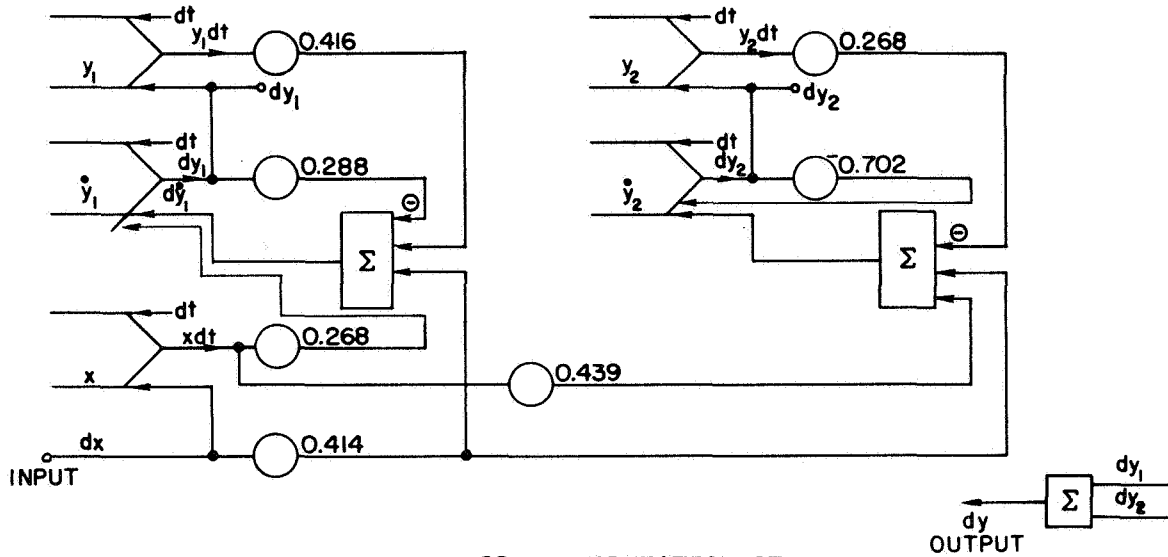 dt
y₁dt
0.416
y₁
dy₁
dt
dy₁
0.288
ẏ₁
dẏ₁
⊖
Σ
dt
xdt
0.268
x
0.439
dx
0.414
INPUT
dt
y₂dt
0.268
y₂
dy₂
dt
dy₂
-0.702
ẏ₂
⊖
Σ
Σ
dy₁
dy₂
dy
OUTPUT